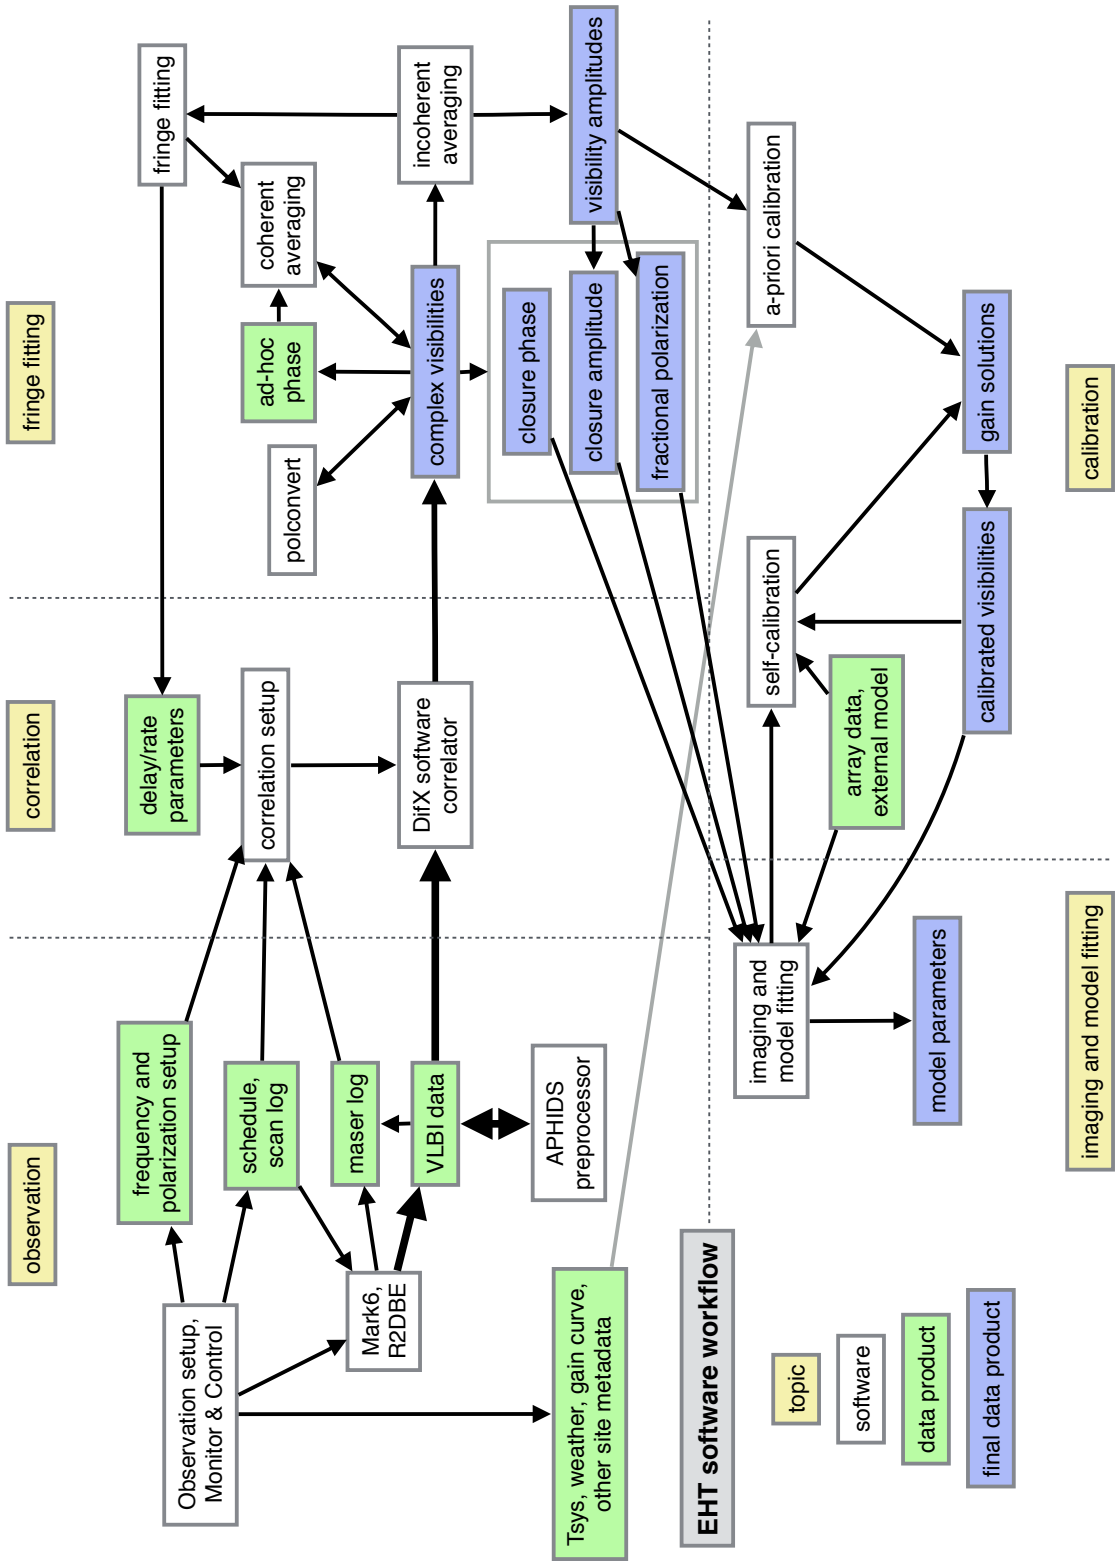 observation
correlation
fringe fitting
Observation setup,
Monitor & Control
frequency and
polarization setup
schedule,
scan log
maser log
Mark6,
R2DBE
VLBI data
APHIDS
preprocessor
Tsys, weather, gain curve,
other site metadata
delay/rate
parameters
correlation setup
DifX software
correlator
fringe fitting
coherent
averaging
ad-hoc
phase
polconvert
complex visibilities
incoherent
averaging
closure phase
closure amplitude
fractional polarization
visibility amplitudes
EHT software workflow
topic
software
data product
final data product
imaging and
model fitting
model parameters
imaging and model fitting
self-calibration
array data,
external model
calibrated visibilities
a-priori calibration
gain solutions
calibration